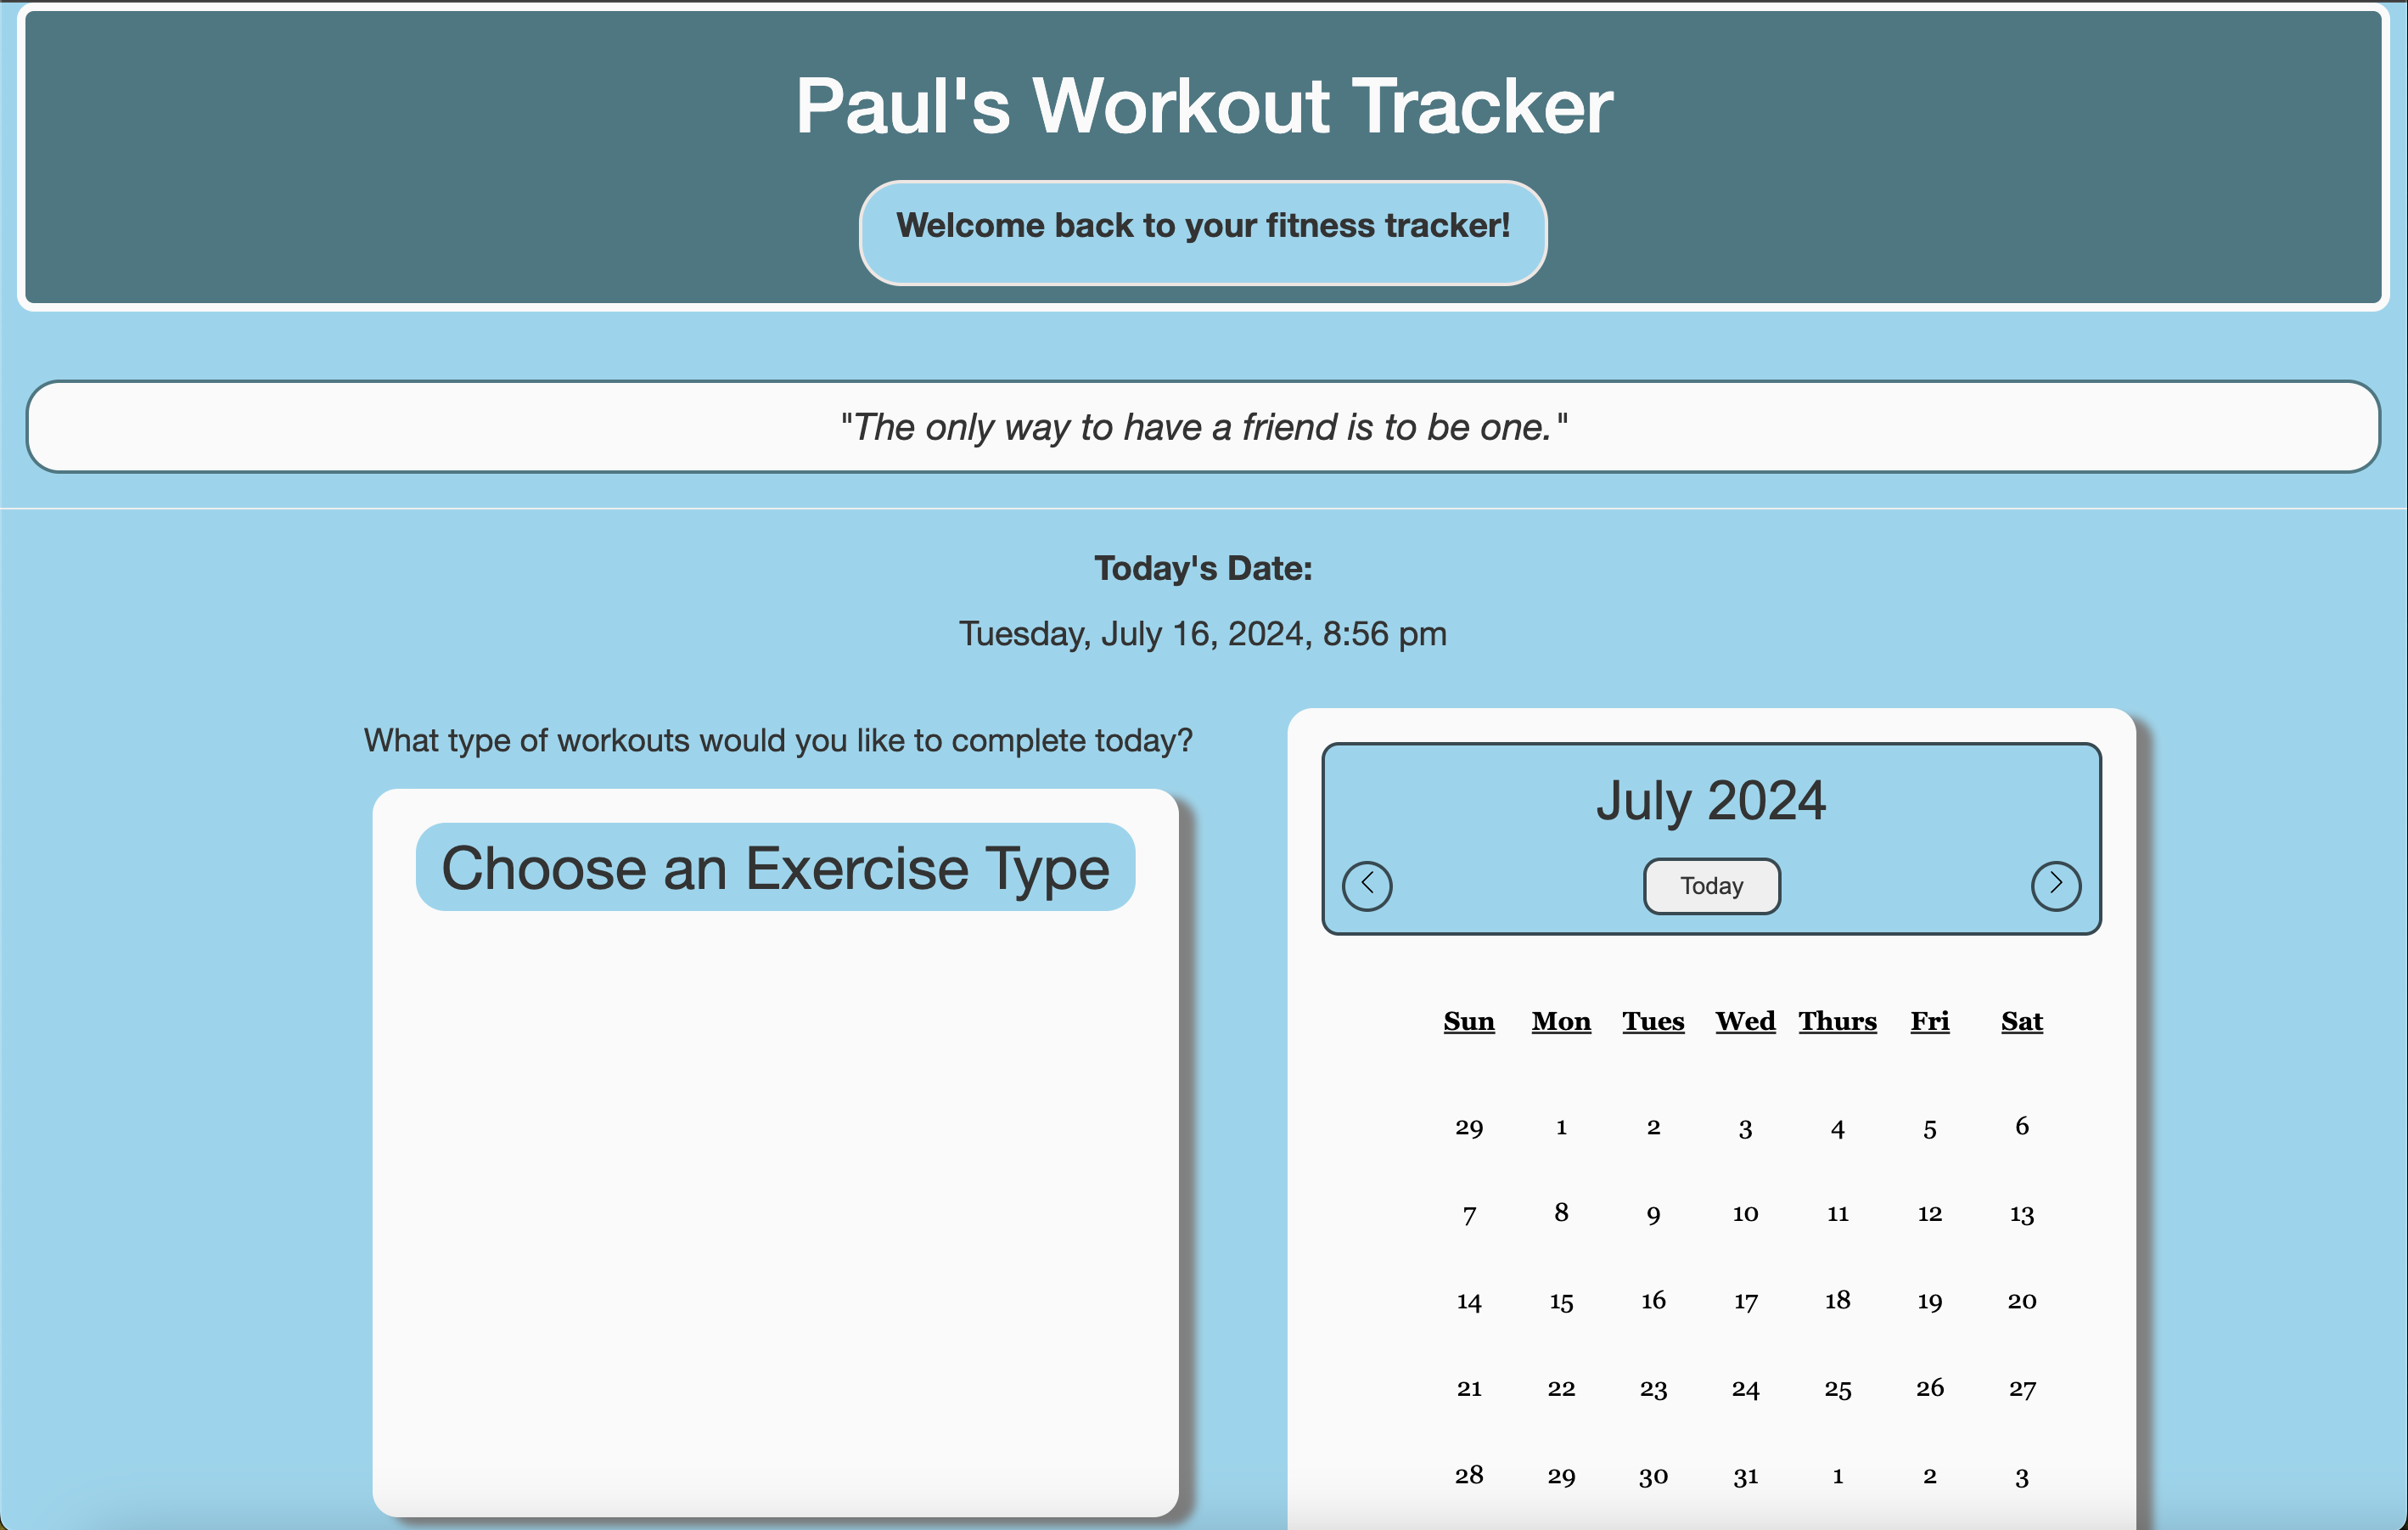 Paul's Workout Tracker
Welcome back to your fitness tracker!
"The only way to have a friend is to be one."
Today's Date:
Tuesday, July 16, 2024, 8:56 pm
What type of workouts would you like to complete today?
Choose an Exercise Type
July 2024
Today
Sun Mon Tues Wed Thurs Fri Sat
29 1 2 3 4 5 6
7 8 9 10 11 12 13
14 15 16 17 18 19 20
21 22 23 24 25 26 27
28 29 30 31 1 2 3